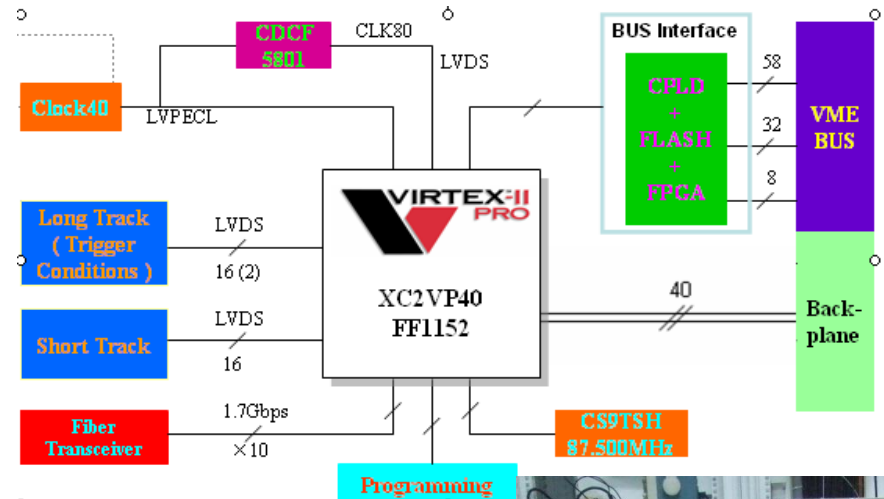 CDCF
5801
CLK80
LVDS
Clock40
LVPECL
BUS Interface
CPLD
+
FLASH
+
FPCA
58
32
8
VME
BUS
VIRTEX-II
PRO
XC2VP40
FF1152
Long Track
( Trigger
Conditions )
LVDS
16 (2)
Short Track
LVDS
16
40
Back-
plane
Fiber
Transceiver
1.7Gbps
×10
CS9TSH
87.500MHz
Programming